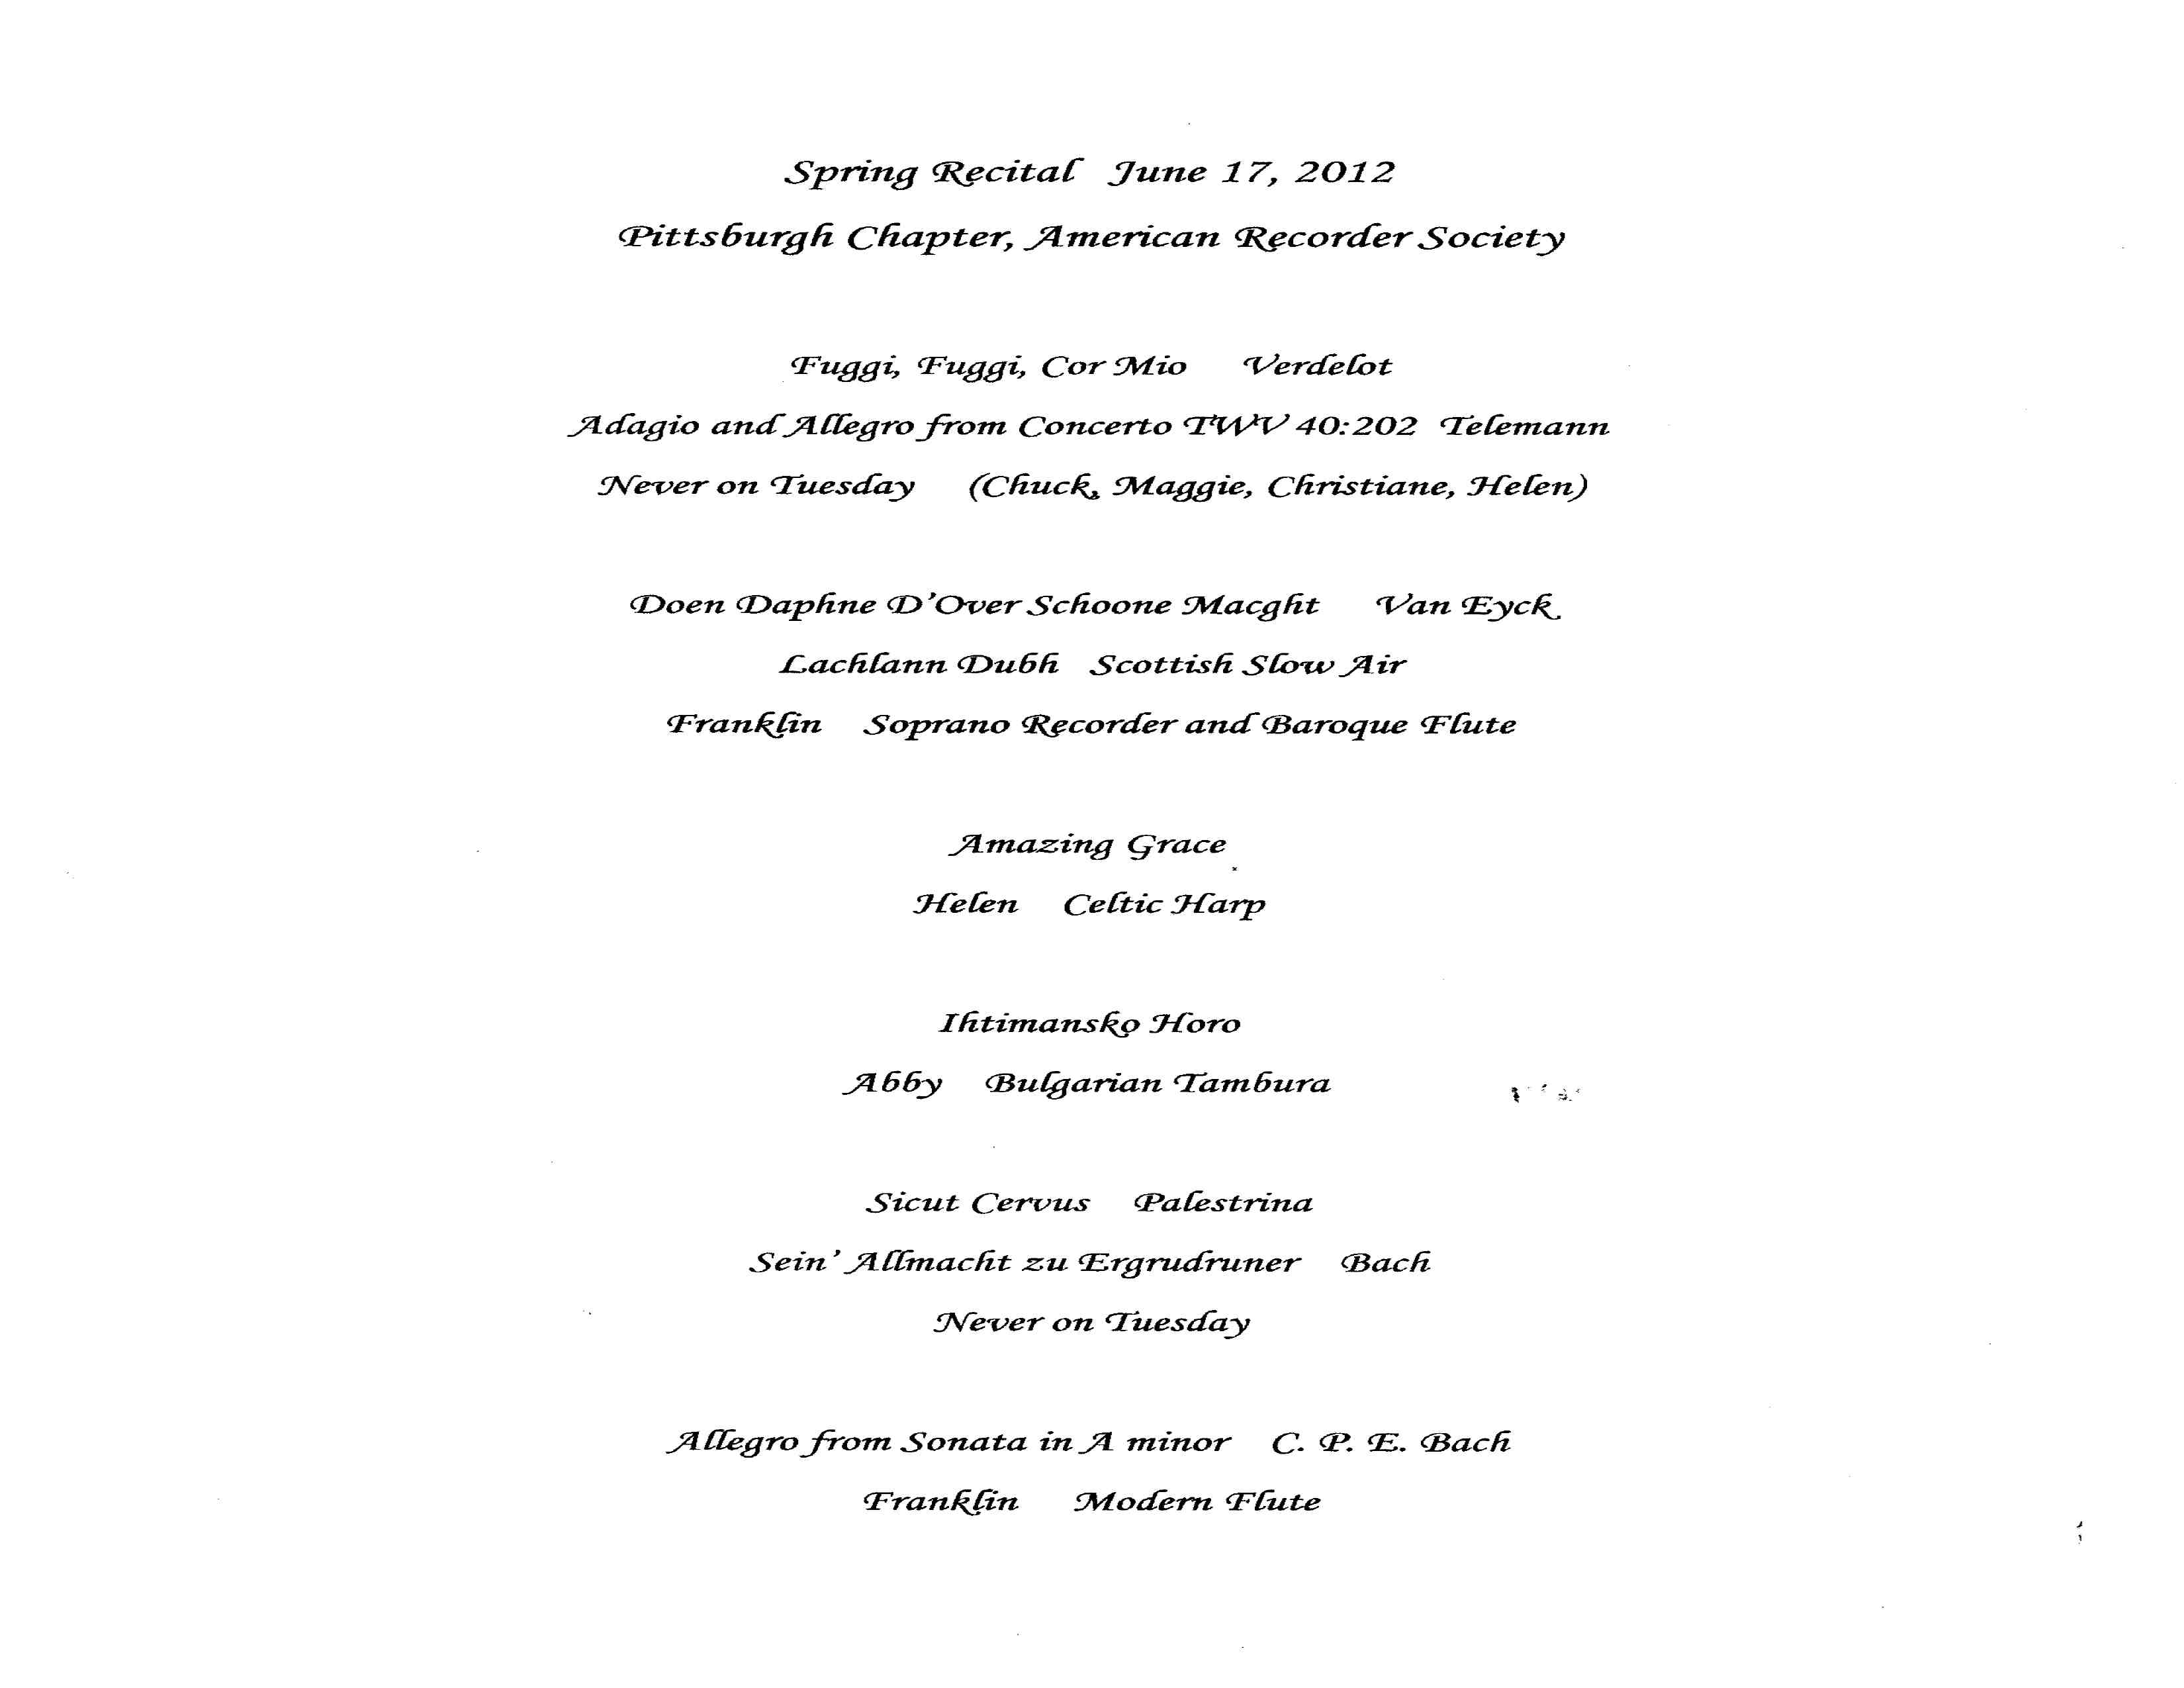 Spring Recital June 17, 2012
Pittsburgh Chapter, American Recorder Society
Fuggi, Fuggi, Cor Mio Verdelot
Adagio and Allegro from Concerto TWV 40:202 Telemann
Never on Tuesday (Chuck, Maggie, Christiane, Helen)
Doen Daphne D'Over Schoone Macght Van Eyck
Lachlann Dubh Scottish Slow Air
Franklin Soprano Recorder and Baroque Flute
Amazing Grace
Helen Celtic Harp
Ihtimansko Horo
Abby Bulgarian Tambura
Sicut Cervus Palestrina
Sein' Allmacht zu Ergrudruner Bach
Never on Tuesday
Allegro from Sonata in A minor C. P. E. Bach
Franklin Modern Flute